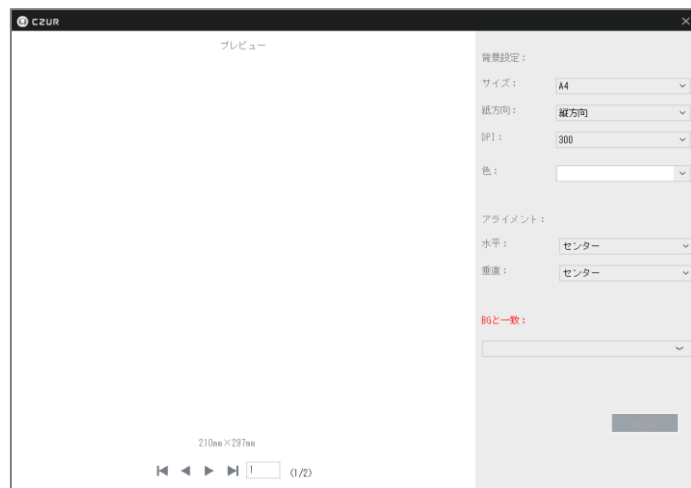 CZUR
プレビュー
背景設定：
サイズ： A4
紙方向： 縦方向
DPI： 300
色：
アライメント：
水平： センター
垂直： センター
BGと一致：
210mm×297mm
1 (1/2)